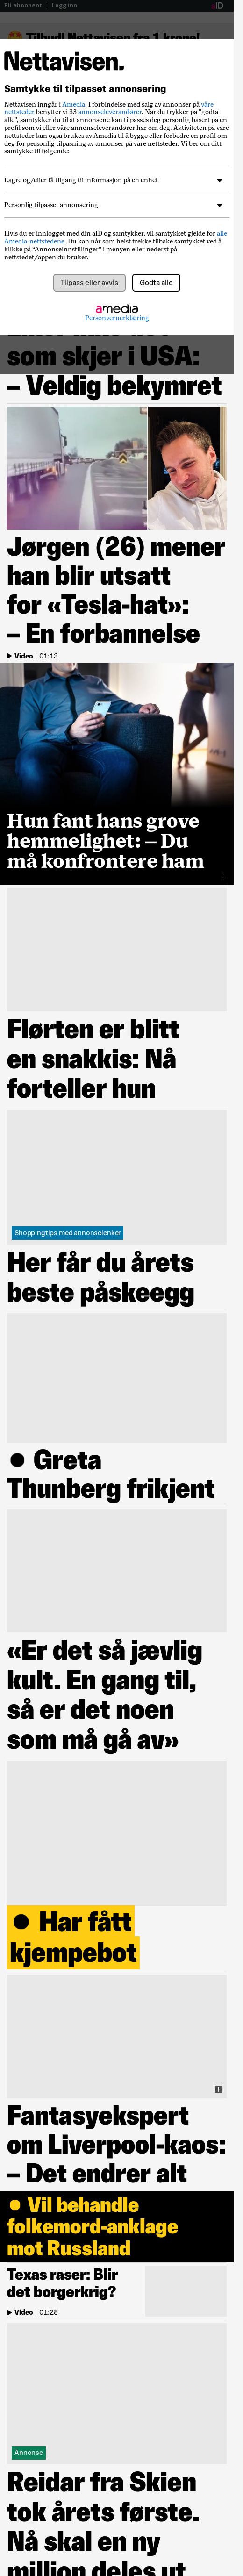 Bli abonnent | Logg inn
Tilbud! Nettavisen fra 1 krone!
Nettavisen.
Samtykke til tilpasset annonsering
Nettavisen inngår i Amedia. I forbindelse med salg av annonser på våre
nettsteder benytter vi 33 annonseleverandører. Når du trykker på "godta
alle", samtykker du til at annonser kan tilpasses deg personlig basert på en
profil som vi eller våre annonseleverandører har om deg. Aktivitetene på våre
nettsteder kan også brukes av Amedia til å bygge eller forbedre en profil om
deg for personlig tilpasning av annonser på våre nettsteder. Vi ber om ditt
samtykke til følgende:
Lagre og/eller få tilgang til informasjon på en enhet
Personlig tilpasset annonsering
Hvis du er innlogget med din aID og samtykker, vil samtykket gjelde for alle
Amedia-nettstedene. Du kan når som helst trekke tilbake samtykket ved å
klikke på “Annonseinnstillinger” i menyen eller nederst på
nettstedet/appen du bruker.
Tilpass eller avvis
Godta alle
amedia
Personvernerklæring
som skjer i USA:
– Veldig bekymret
Jørgen (26) mener
han blir utsatt
for «Tesla-hat»:
– En forbannelse
Video | 01:13
Hun fant hans grove
hemmelighet: – Du
må konfrontere ham
Flørten er blitt
en snakkis: Nå
forteller hun
Shoppingtips med annonselenker
Her får du årets
beste påskeegg
● Greta
Thunberg frikjent
«Er det så jævlig
kult. En gang til,
så er det noen
som må gå av»
● Har fått
kjempebot
Fantasyekspert
om Liverpool-kaos:
– Det endrer alt
● Vil behandle
folkemord-anklage
mot Russland
Texas raser: Blir
det borgerkrig?
Video | 01:28
Annonse
Reidar fra Skien
tok årets første.
Nå skal en ny
million deles ut